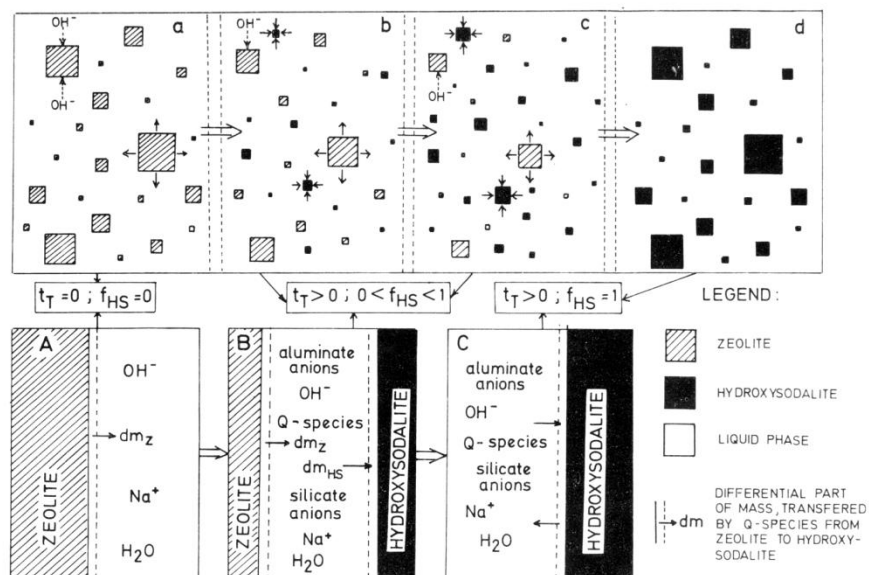 a
OH⁻
OH⁻
b
OH⁻
c
OH⁻
d
t_T=0 ; f_HS=0
t_T>0 ; 0<f_HS<1
t_T>0 ; f_HS=1
A
ZEOLITE
OH⁻
dm_Z
Na⁺
H₂O
B
ZEOLITE
aluminate
anions
OH⁻
Q-species
dm_Z
dm_HS
silicate
anions
Na⁺
H₂O
HYDROXYSODALITE
C
aluminate
anions
OH⁻
Q-species
silicate
anions
Na⁺
H₂O
HYDROXYSODALITE
LEGEND :
ZEOLITE
HYDROXYSODALITE
LIQUID PHASE
dm
DIFFERENTIAL PART
OF MASS, TRANSFERED
BY Q-SPECIES FROM
ZEOLITE TO HYDROXY-
SODALITE